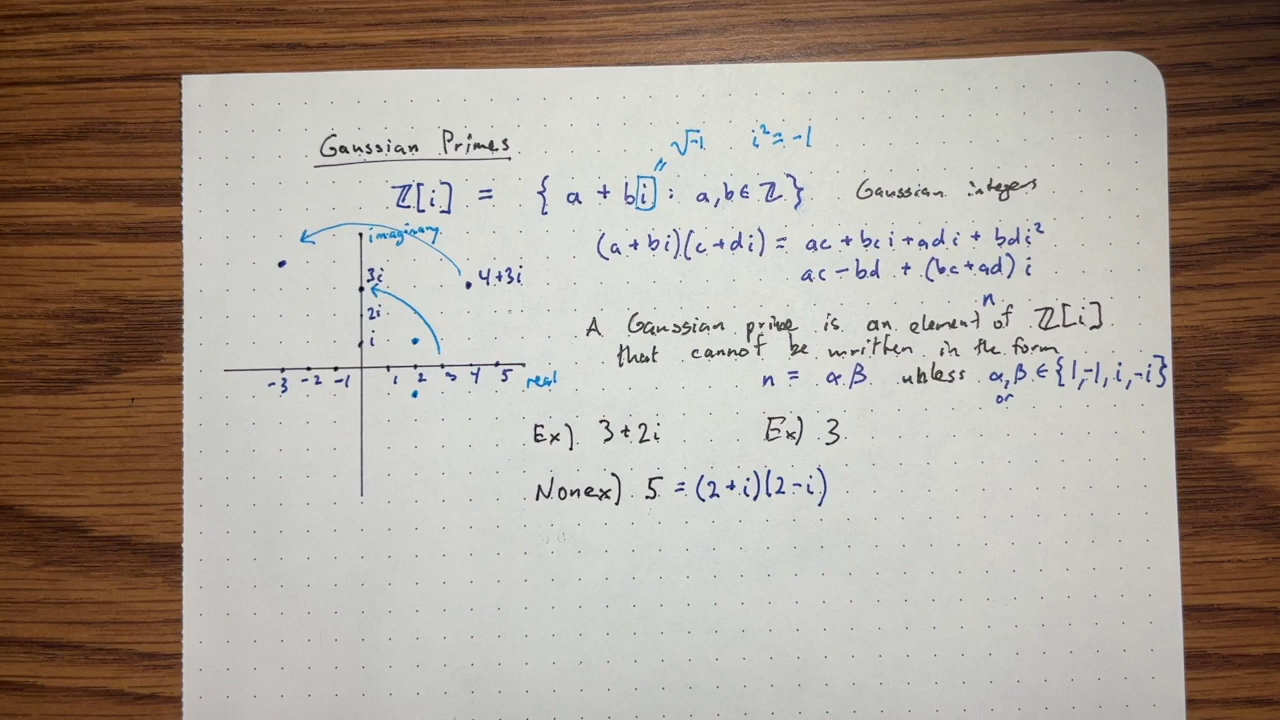 Gaussian Primes
√-1 i² = -1
ℤ[i] = { a + bi : a,b ∈ ℤ} Gaussian integers
imaginary
(a+bi)(c+di) = ac + bci + adi + bdi²
ac - bd + (bc+ad) i
3i
4+3i
2i
i
-3 -2 -1 1 2 3 4 5 real
n
A Gaussian prime is an element of ℤ[i]
that cannot be written in the form
n = αβ unless α,β ∈ {1,-1,i,-i}
or
Ex) 3+2i Ex) 3
Nonex) 5 = (2+i)(2-i)